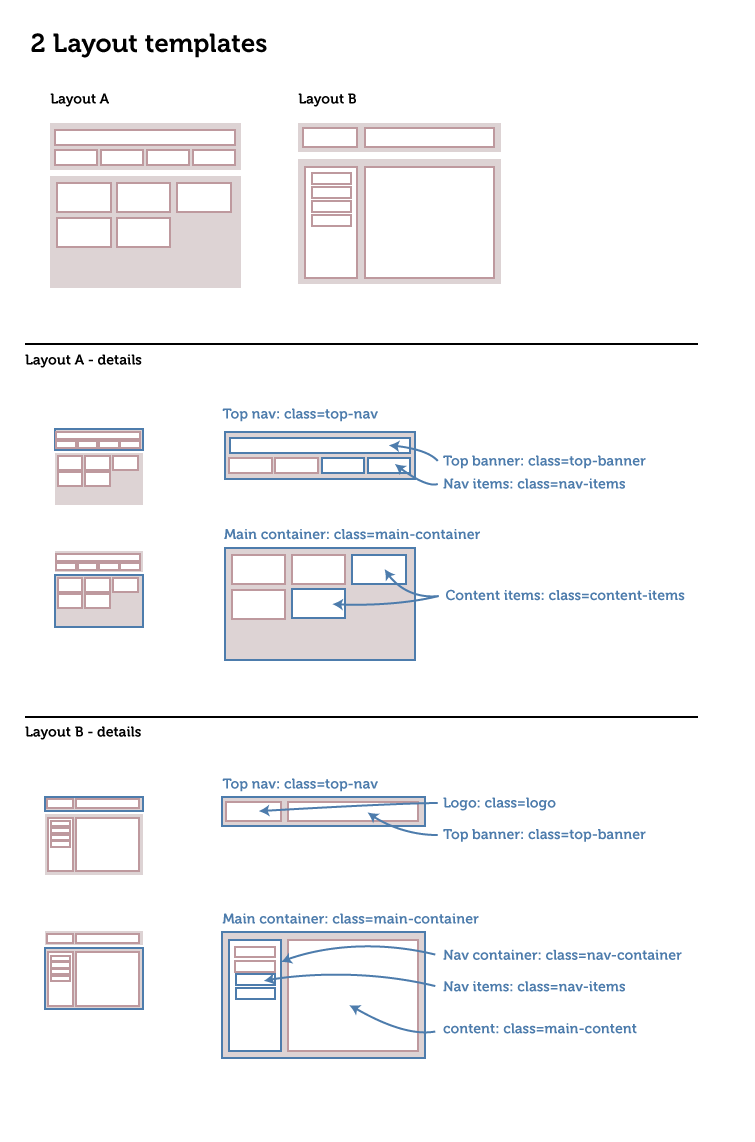 2 Layout templates
Layout A
Layout B
Layout A - details
Top nav: class=top-nav
Top banner: class=top-banner
Nav items: class=nav-items
Main container: class=main-container
Content items: class=content-items
Layout B - details
Top nav: class=top-nav
Logo: class=logo
Top banner: class=top-banner
Main container: class=main-container
Nav container: class=nav-container
Nav items: class=nav-items
content: class=main-content